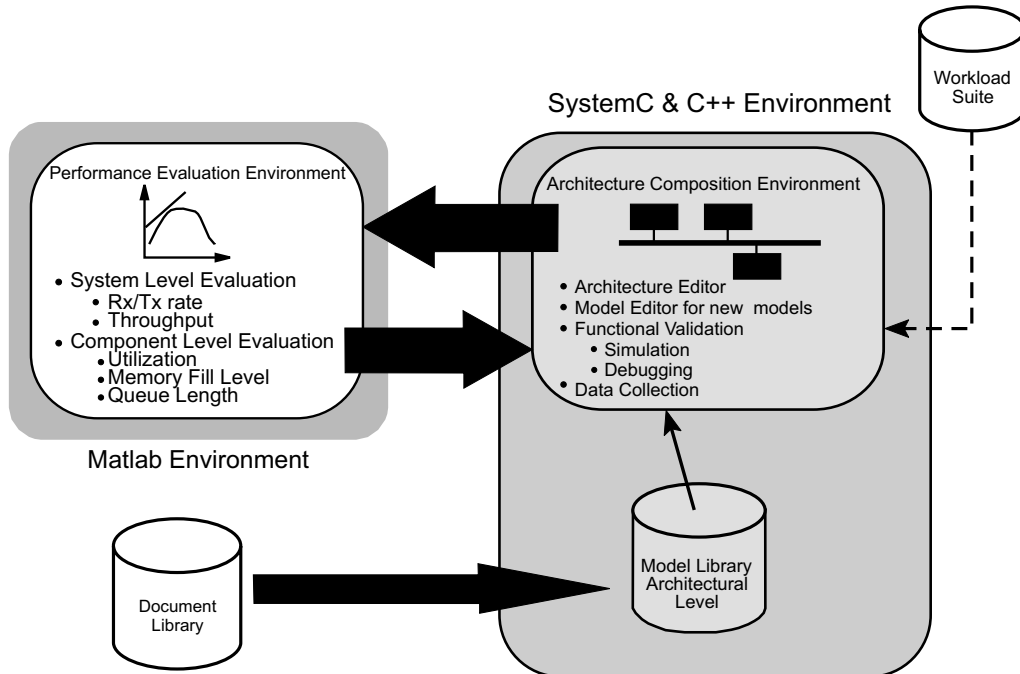 Workload
Suite
SystemC & C++ Environment
Performance Evaluation Environment
• System Level Evaluation
• Rx/Tx rate
• Throughput
• Component Level Evaluation
• Utilization
• Memory Fill Level
• Queue Length
Matlab Environment
Architecture Composition Environment
• Architecture Editor
• Model Editor for new models
• Functional Validation
• Simulation
• Debugging
• Data Collection
Document
Library
Model Library
Architectural
Level